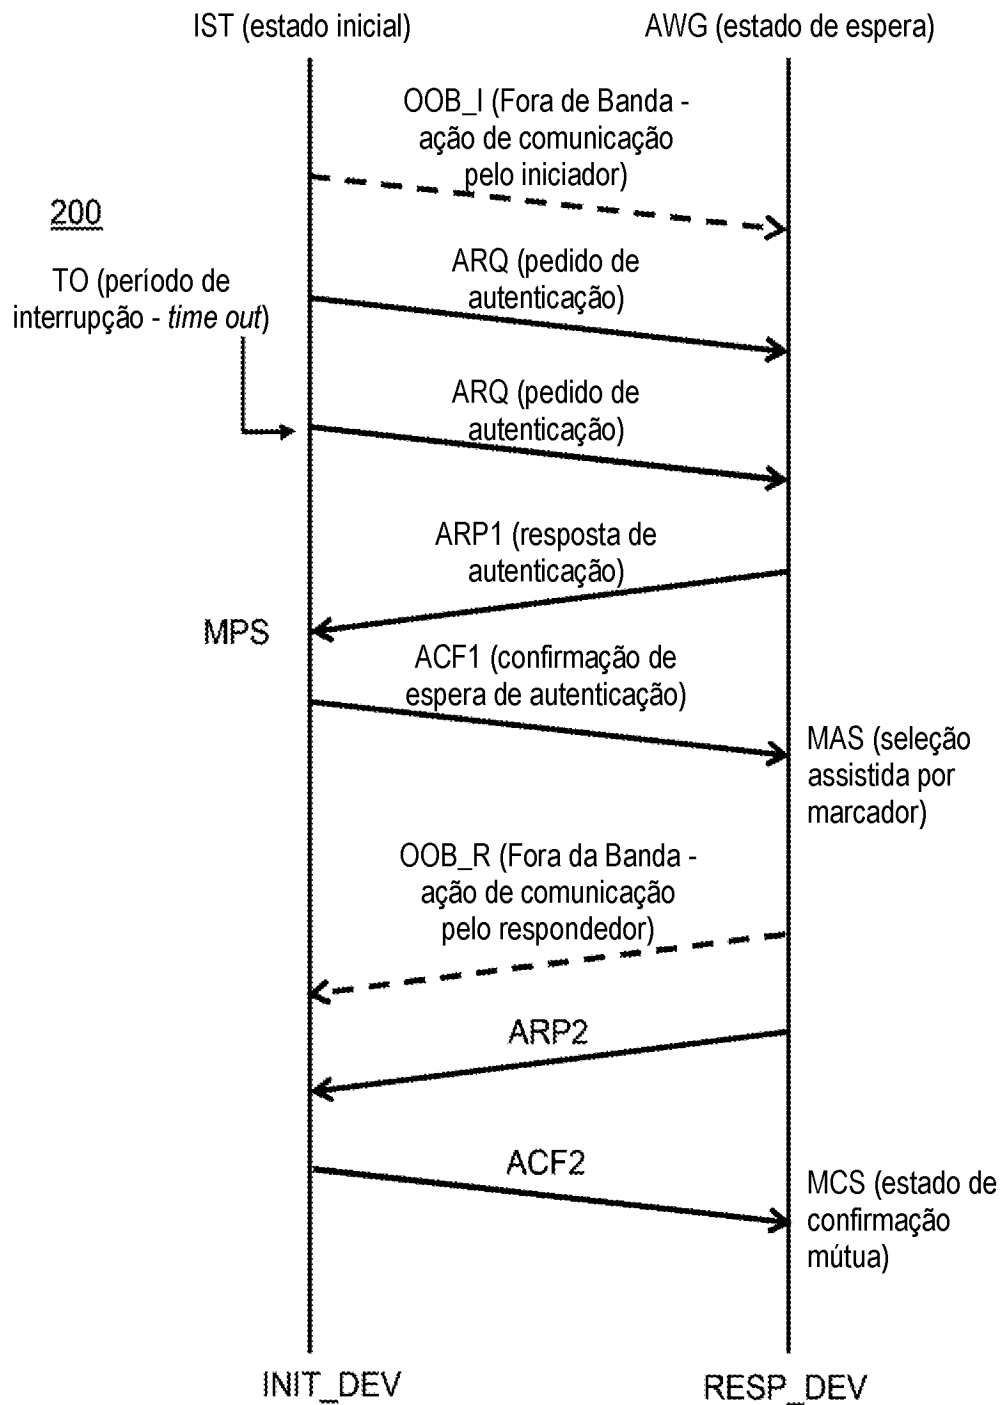 IST (estado inicial)
AWG (estado de espera)
OOB_I (Fora de Banda -
ação de comunicação
pelo iniciador)
200
ARQ (pedido de
autenticação)
TO (período de
interrupção - time out)
ARQ (pedido de
autenticação)
ARP1 (resposta de
autenticação)
MPS
ACF1 (confirmação de
espera de autenticação)
MAS (seleção
assistida por
marcador)
OOB_R (Fora da Banda -
ação de comunicação
pelo respondedor)
ARP2
ACF2
MCS (estado de
confirmação
mútua)
INIT_DEV
RESP_DEV